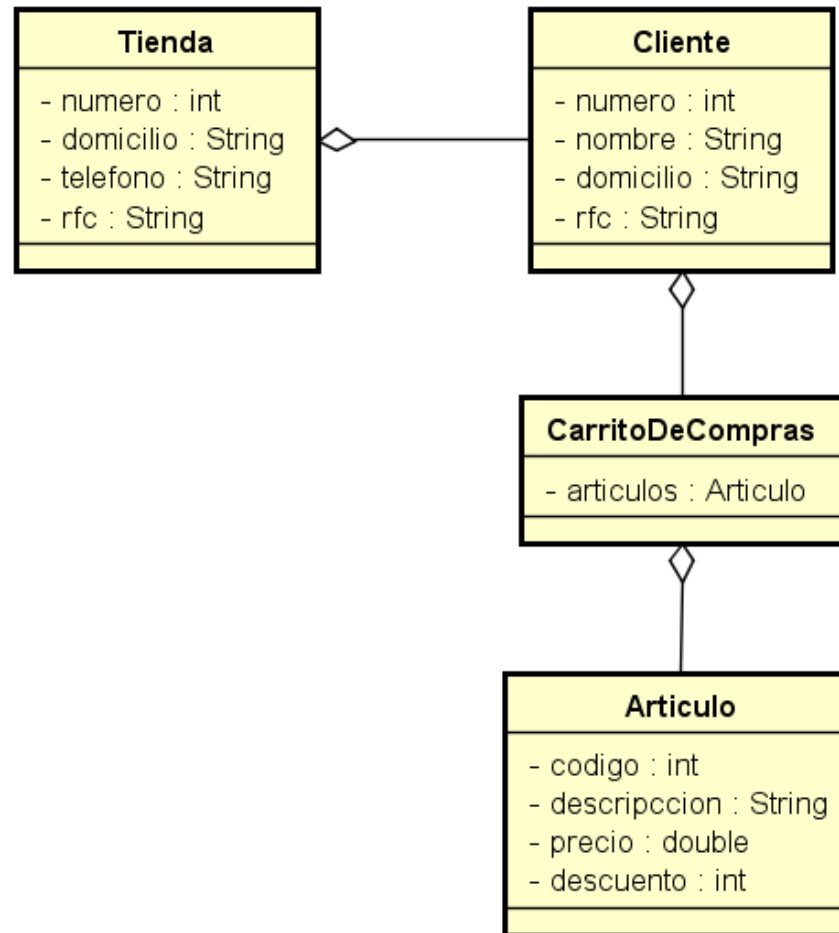 Tienda
- numero : int
- domicilio : String
- telefono : String
- rfc : String
Cliente
- numero : int
- nombre : String
- domicilio : String
- rfc : String
CarritoDeCompras
- articulos : Articulo
Articulo
- codigo : int
- descripccion : String
- precio : double
- descuento : int